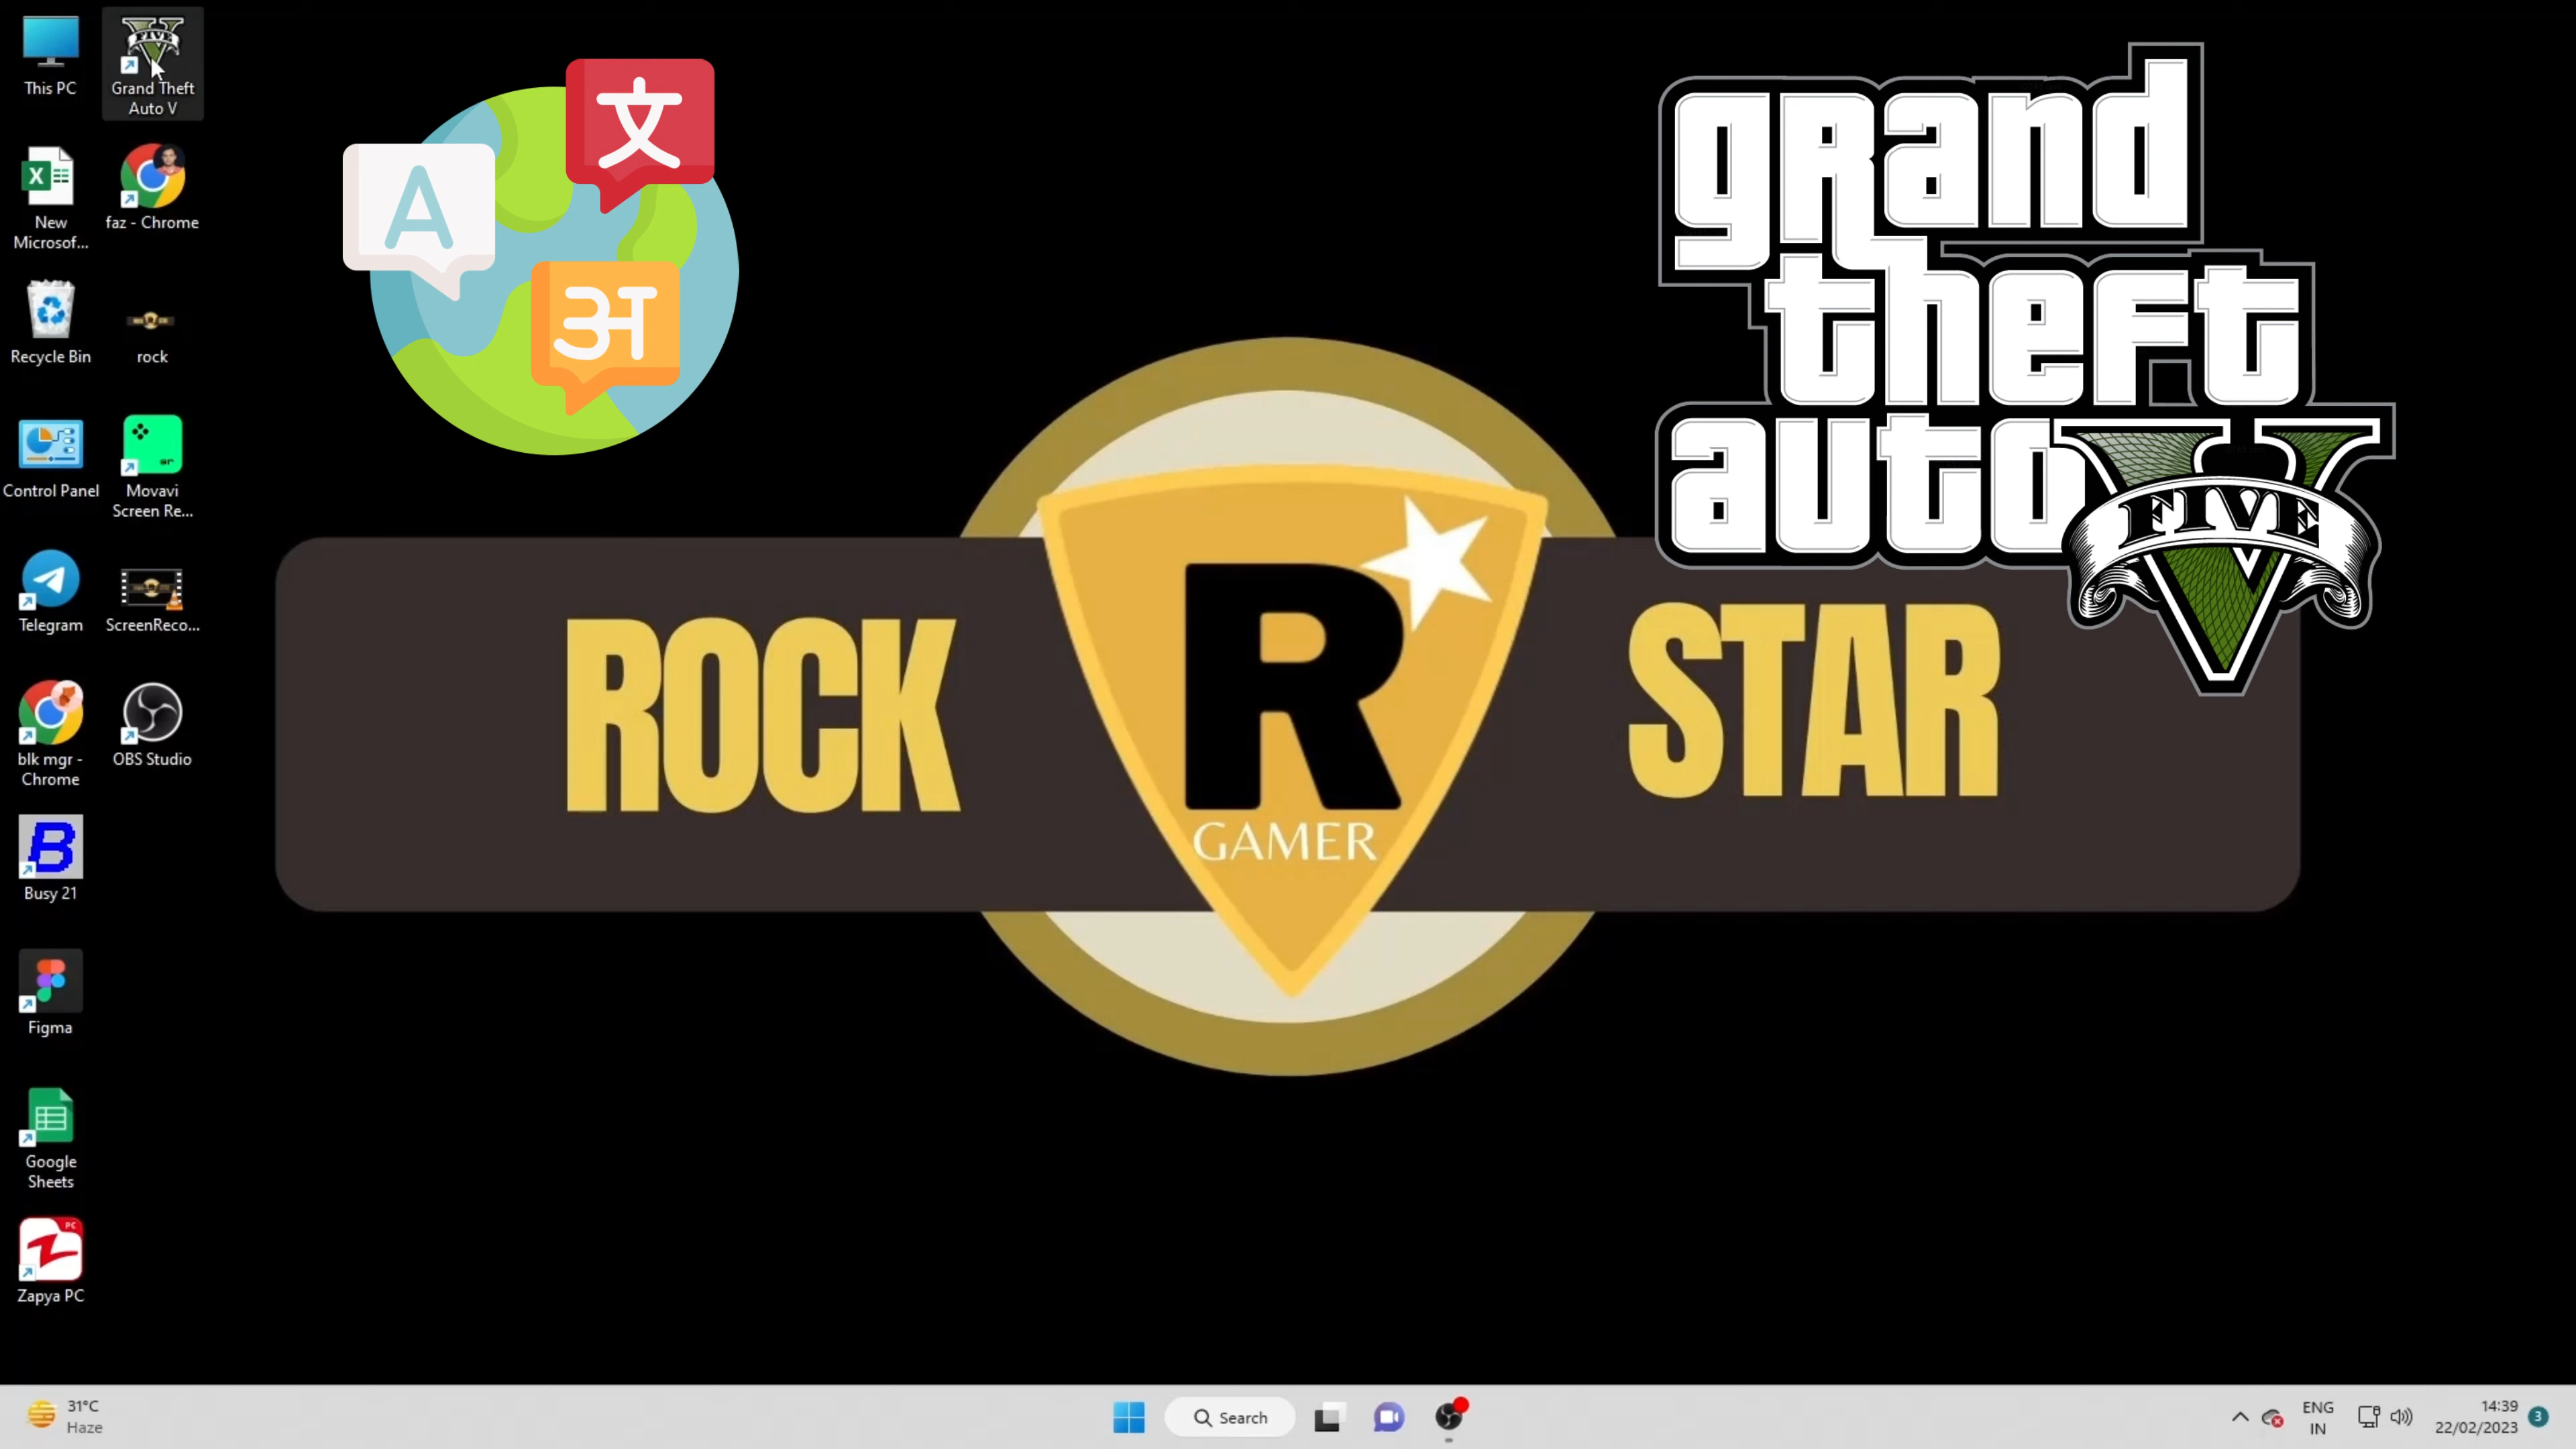 This PC
Grand Theft
Auto V
New
Microsof...
faz - Chrome
Recycle Bin
rock
Control Panel
Movavi
Screen Re...
Telegram
ScreenReco...
blk mgr -
Chrome
OBS Studio
B
Busy 21
Figma
Google
Sheets
PC
Zapya PC
A
文
अ
grand
theft
auto V
FIVE
ROCK
R
STAR
GAMER
31°C
Haze
Search
ENG
IN
14:39
22/02/2023
3